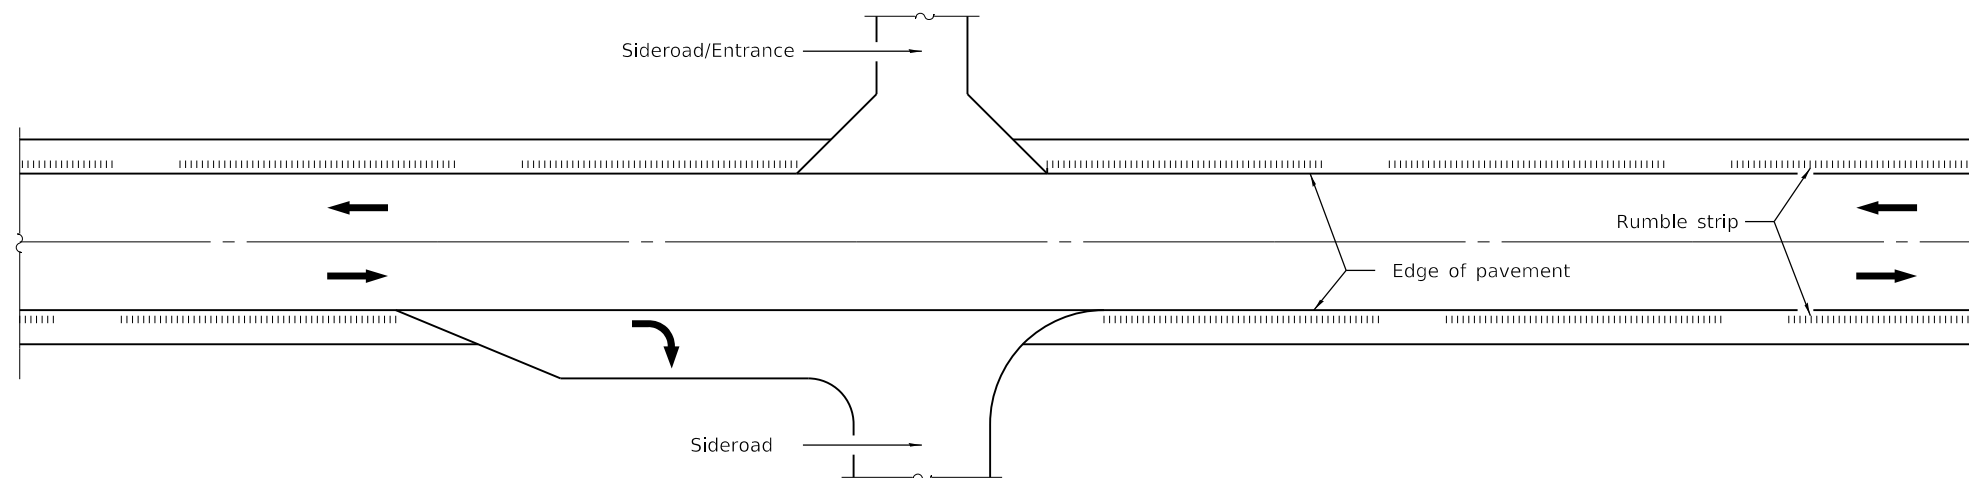 Sideroad/Entrance
Rumble strip
Edge of pavement
Sideroad